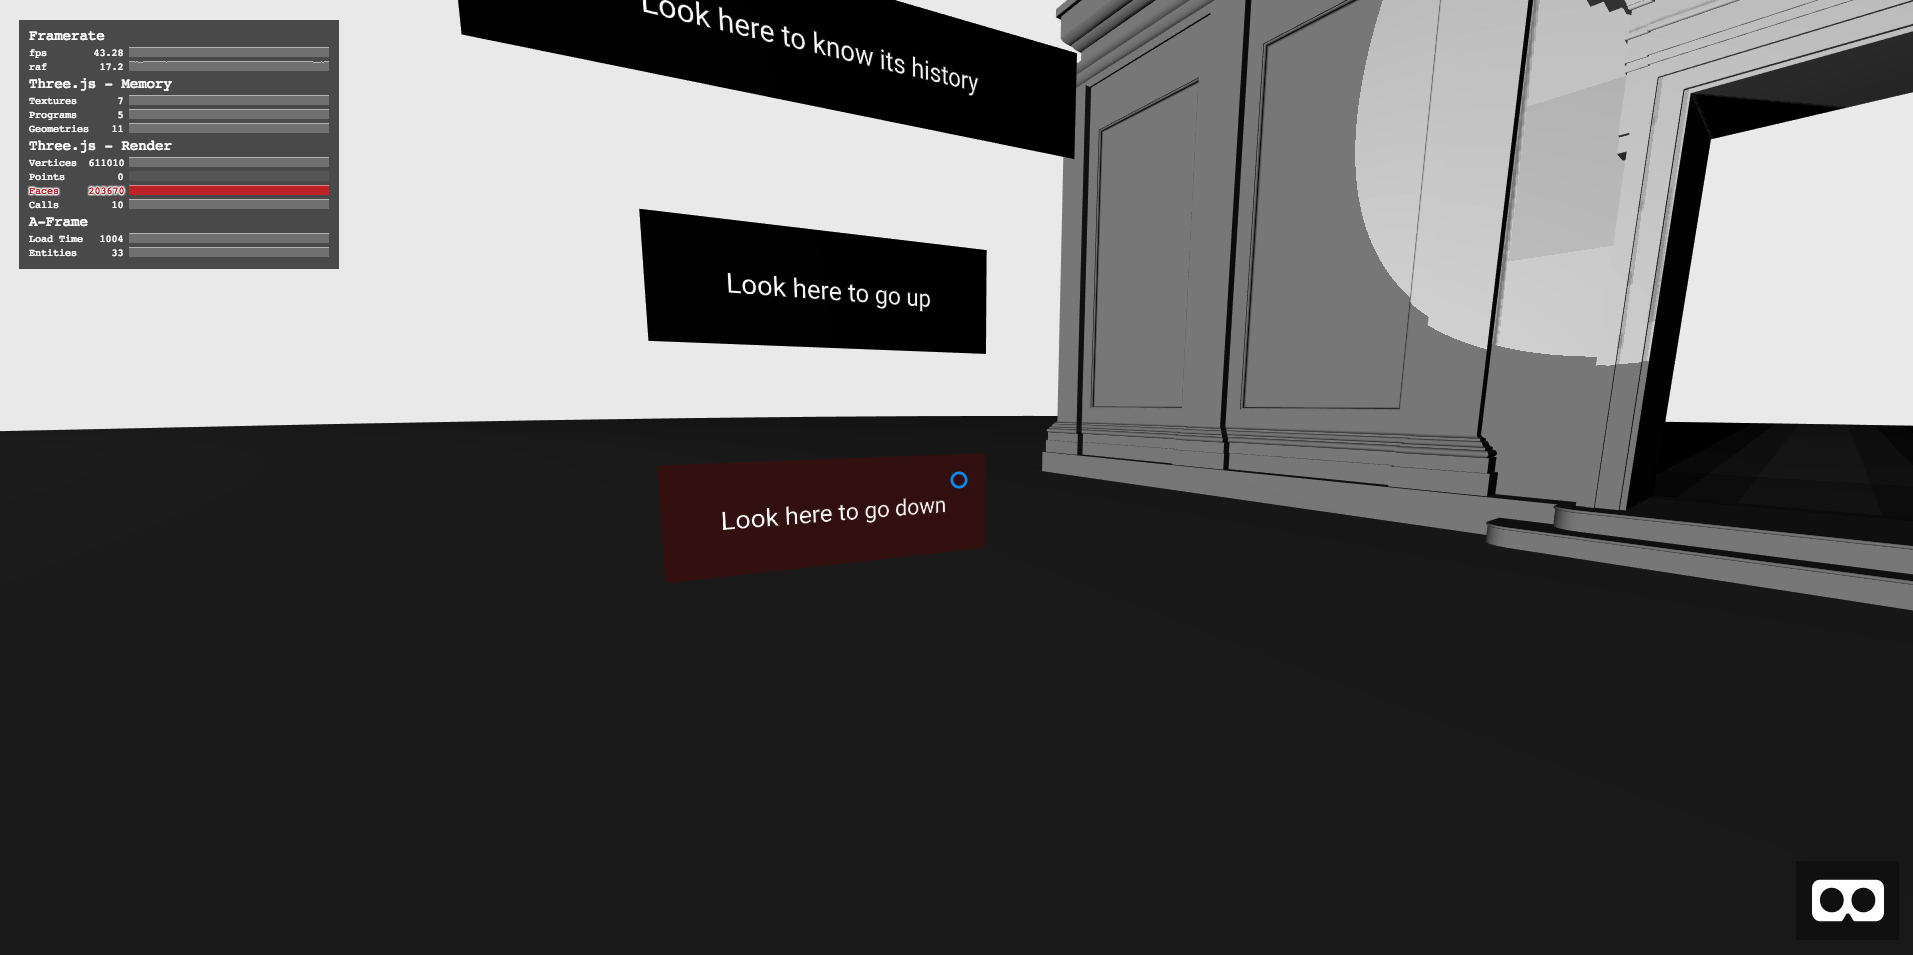 Framerate
fps 43.28
raf 17.2
Three.js - Memory
Textures 7
Programs 5
Geometries 11
Three.js - Render
Vertices 611010
Points 0
Faces 203670
Calls 10
A-Frame
Load Time 1004
Entities 33
Look here to know its history
Look here to go up
Look here to go down